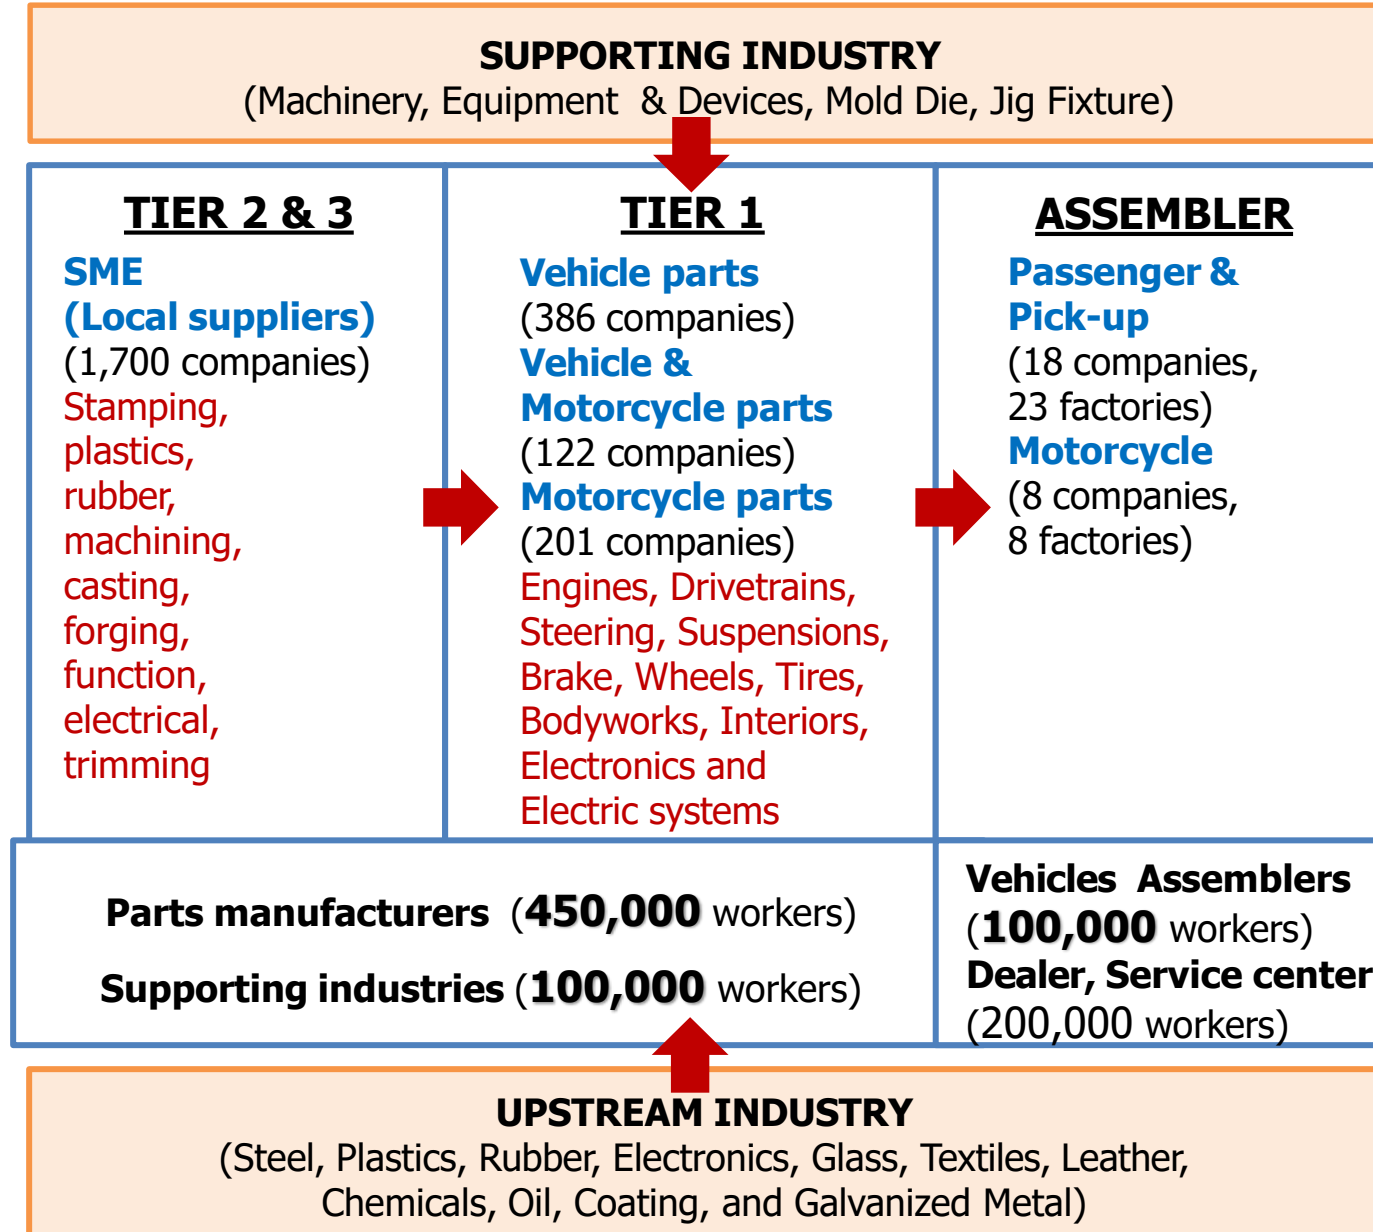 SUPPORTING INDUSTRY
(Machinery, Equipment & Devices, Mold Die, Jig Fixture)
TIER 2 & 3
SME
(Local suppliers)
(1,700 companies)
Stamping,
plastics,
rubber,
machining,
casting,
forging,
function,
electrical,
trimming
TIER 1
Vehicle parts
(386 companies)
Vehicle &
Motorcycle parts
(122 companies)
Motorcycle parts
(201 companies)
Engines, Drivetrains,
Steering, Suspensions,
Brake, Wheels, Tires,
Bodyworks, Interiors,
Electronics and
Electric systems
ASSEMBLER
Passenger &
Pick-up
(18 companies,
23 factories)
Motorcycle
(8 companies,
8 factories)
Parts manufacturers (450,000 workers)
Supporting industries (100,000 workers)
Vehicles Assemblers
(100,000 workers)
Dealer, Service center
(200,000 workers)
UPSTREAM INDUSTRY
(Steel, Plastics, Rubber, Electronics, Glass, Textiles, Leather,
Chemicals, Oil, Coating, and Galvanized Metal)